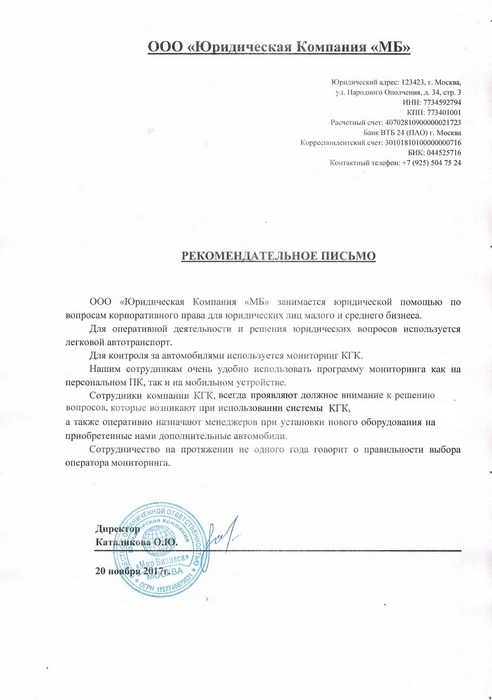 ООО «Юридическая Компания «МБ»
Юридический адрес: 123423, г. Москва,
ул. Народного Ополчения, д. 34, стр. 3
ИНН: 7734592794
КПП: 773401001
Расчетный счет: 40702810900000021723
Банк ВТБ 24 (ПАО) г. Москва
Корреспондентский счет: 30101810100000000716
БИК: 044525716
Контактный телефон: +7 (925) 504 75 24
РЕКОМЕНДАТЕЛЬНОЕ ПИСЬМО
ООО «Юридическая Компания «МБ» занимается юридической помощью по
вопросам корпоративного права для юридических лиц малого и среднего бизнеса.
Для оперативной деятельности и решения юридических вопросов используется
легковой автотранспорт.
Для контроля за автомобилями используется мониторинг КГК.
Нашим сотрудникам очень удобно использовать программу мониторинга как на
персональном ПК, так и на мобильном устройстве.
Сотрудники компании КГК, всегда проявляют должное внимание к решению
вопросов, которые возникают при использовании системы КГК,
а также оперативно назначают менеджеров при установки нового оборудования на
приобретенные нами дополнительные автомобили.
Сотрудничество на протяжении не одного года говорит о правильности выбора
оператора мониторинга.
Директор
Каталикова О.Ю.
20 ноября 2017г.
ОГРАНИЧЕННОЙ ОТВЕТСТВЕННОСТЬЮ
Юридическая компания
«Мир Бизнеса»
МОСКВА